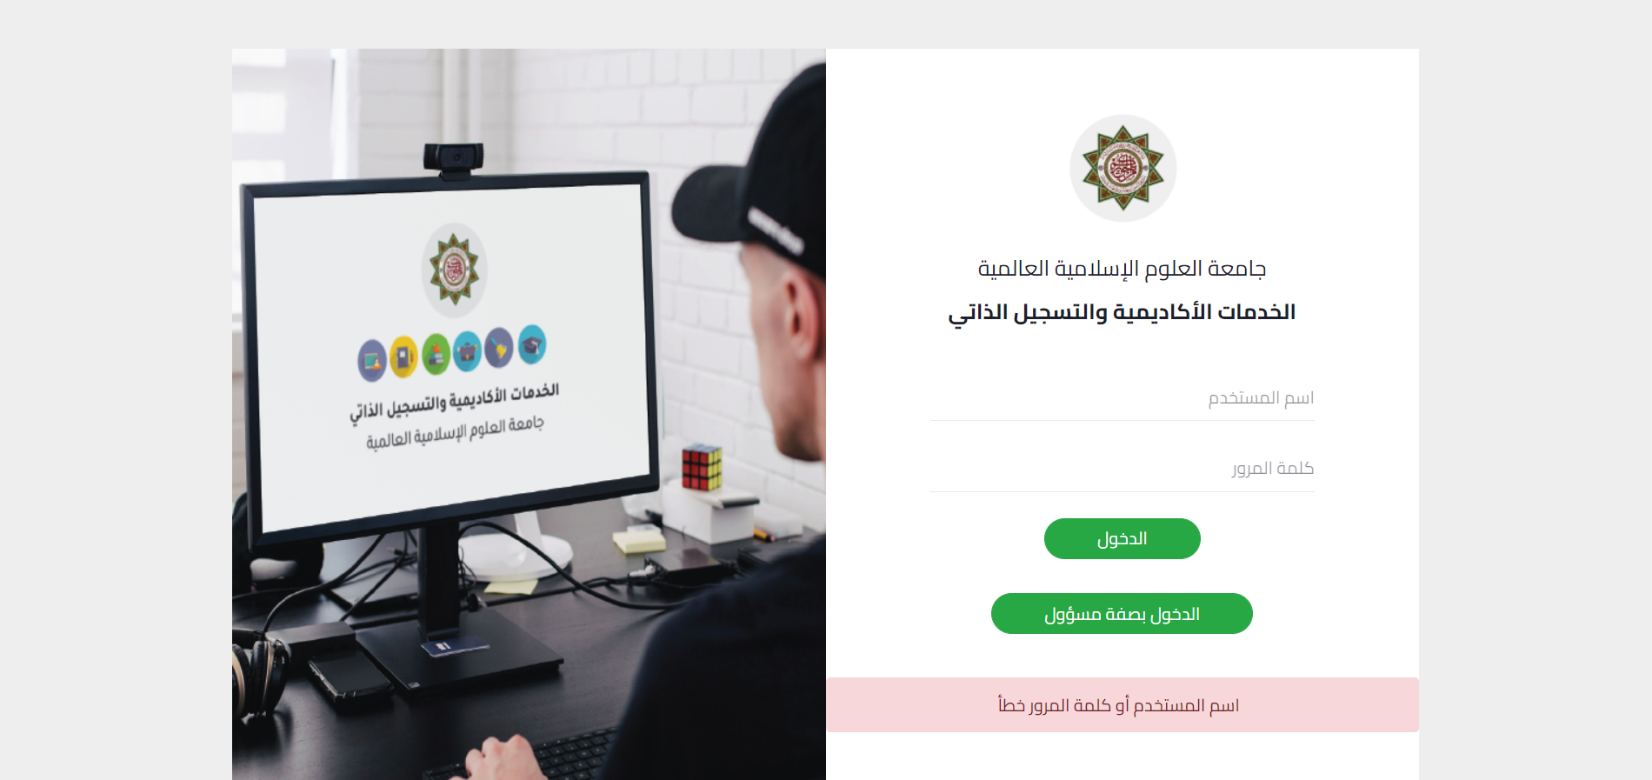 جامعة العلوم الإسلامية العالمية
الخدمات الأكاديمية والتسجيل الذاتي
اسم المستخدم
كلمة المرور
الدخول
الدخول بصفة مسؤول
اسم المستخدم أو كلمة المرور خطأ
الخدمات الأكاديمية والتسجيل الذاتي
جامعة العلوم الإسلامية العالمية